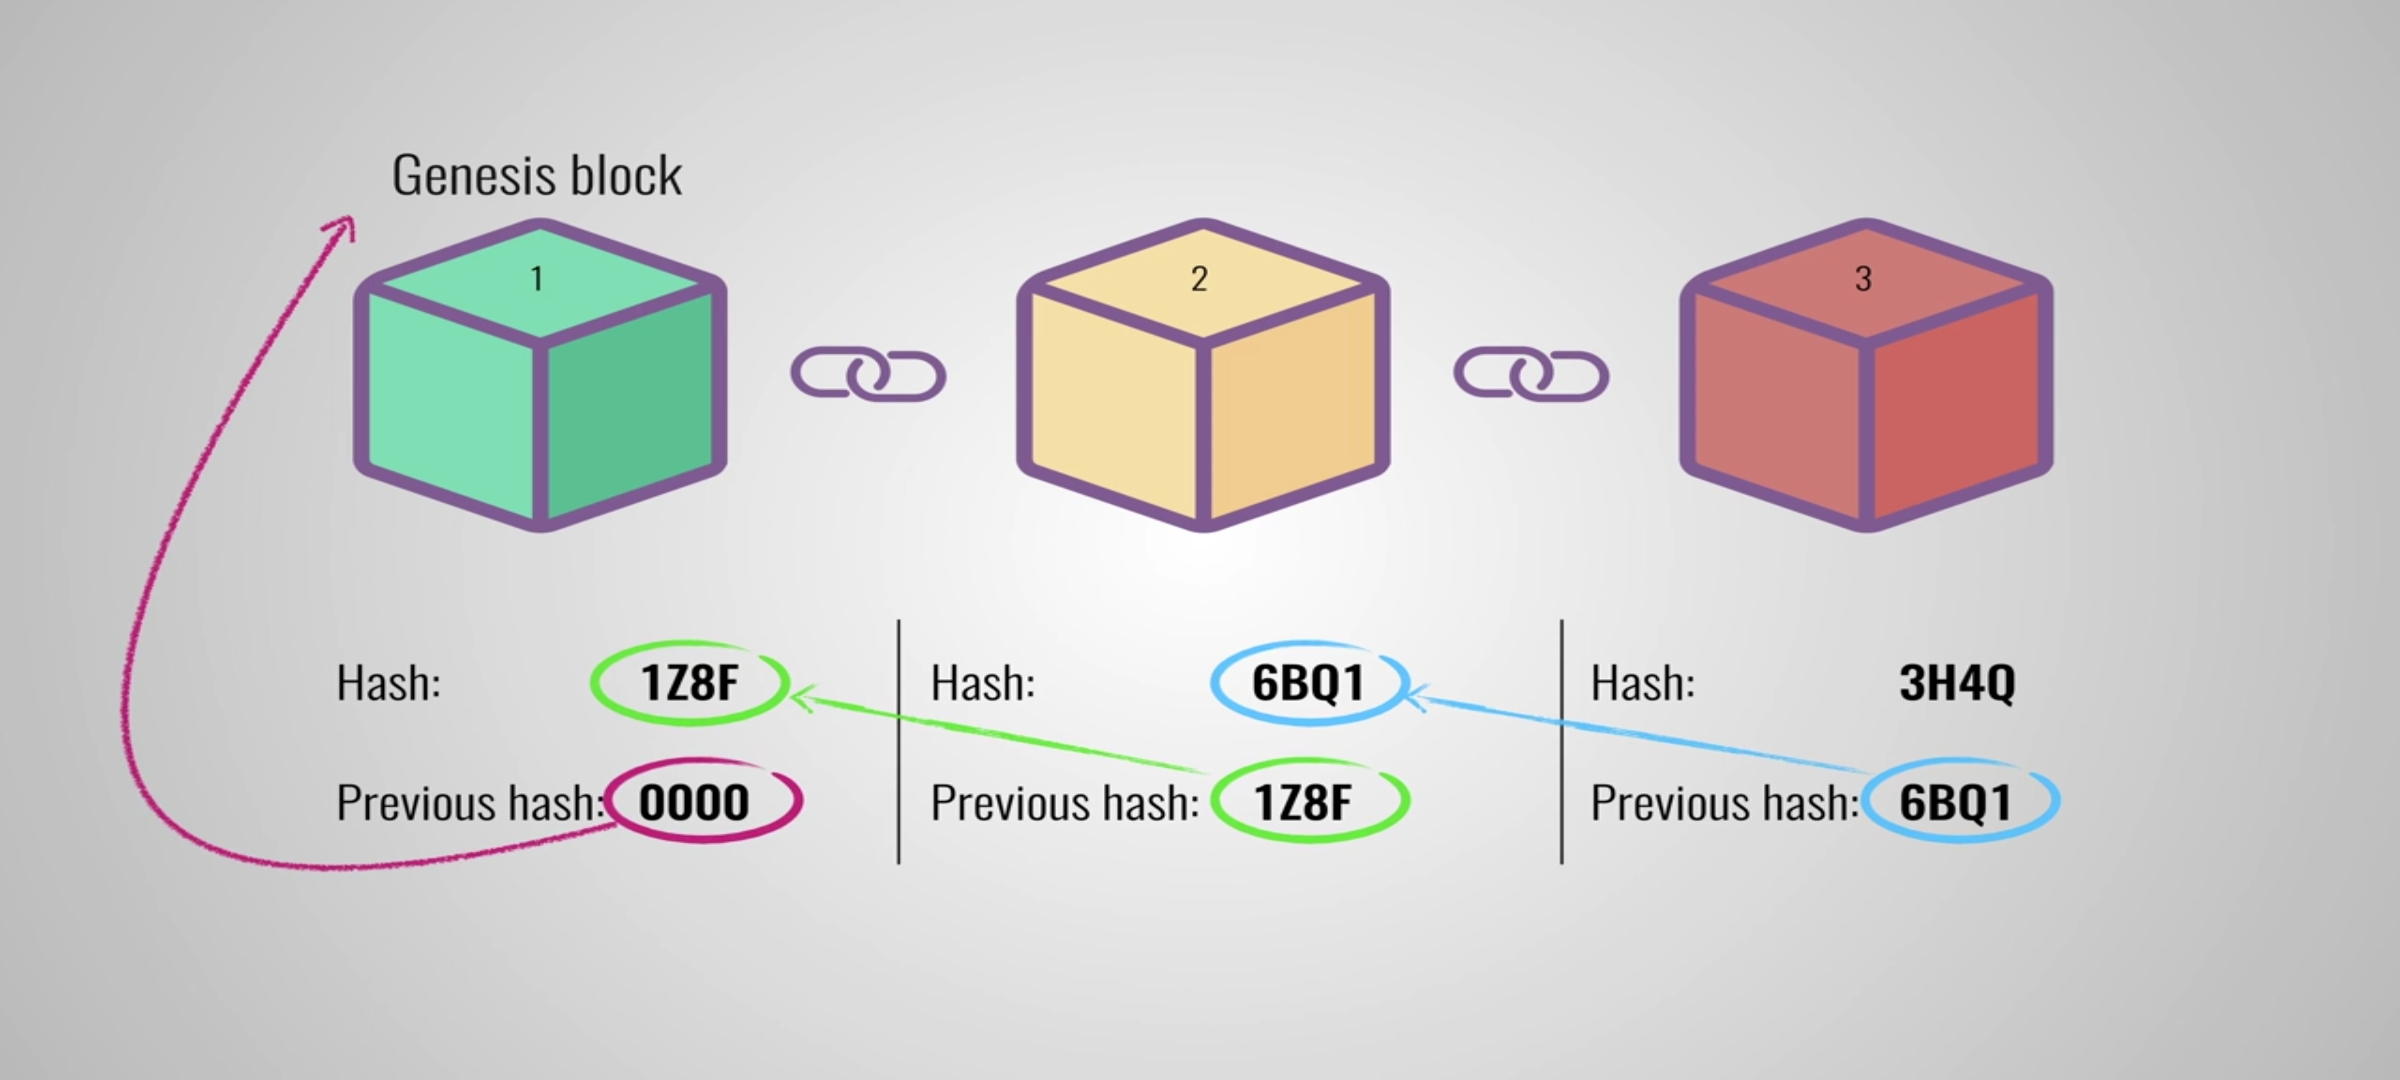 Genesis block
1
2
3
Hash: 1Z8F
Previous hash: 0000
Hash: 6BQ1
Previous hash: 1Z8F
Hash: 3H4Q
Previous hash: 6BQ1